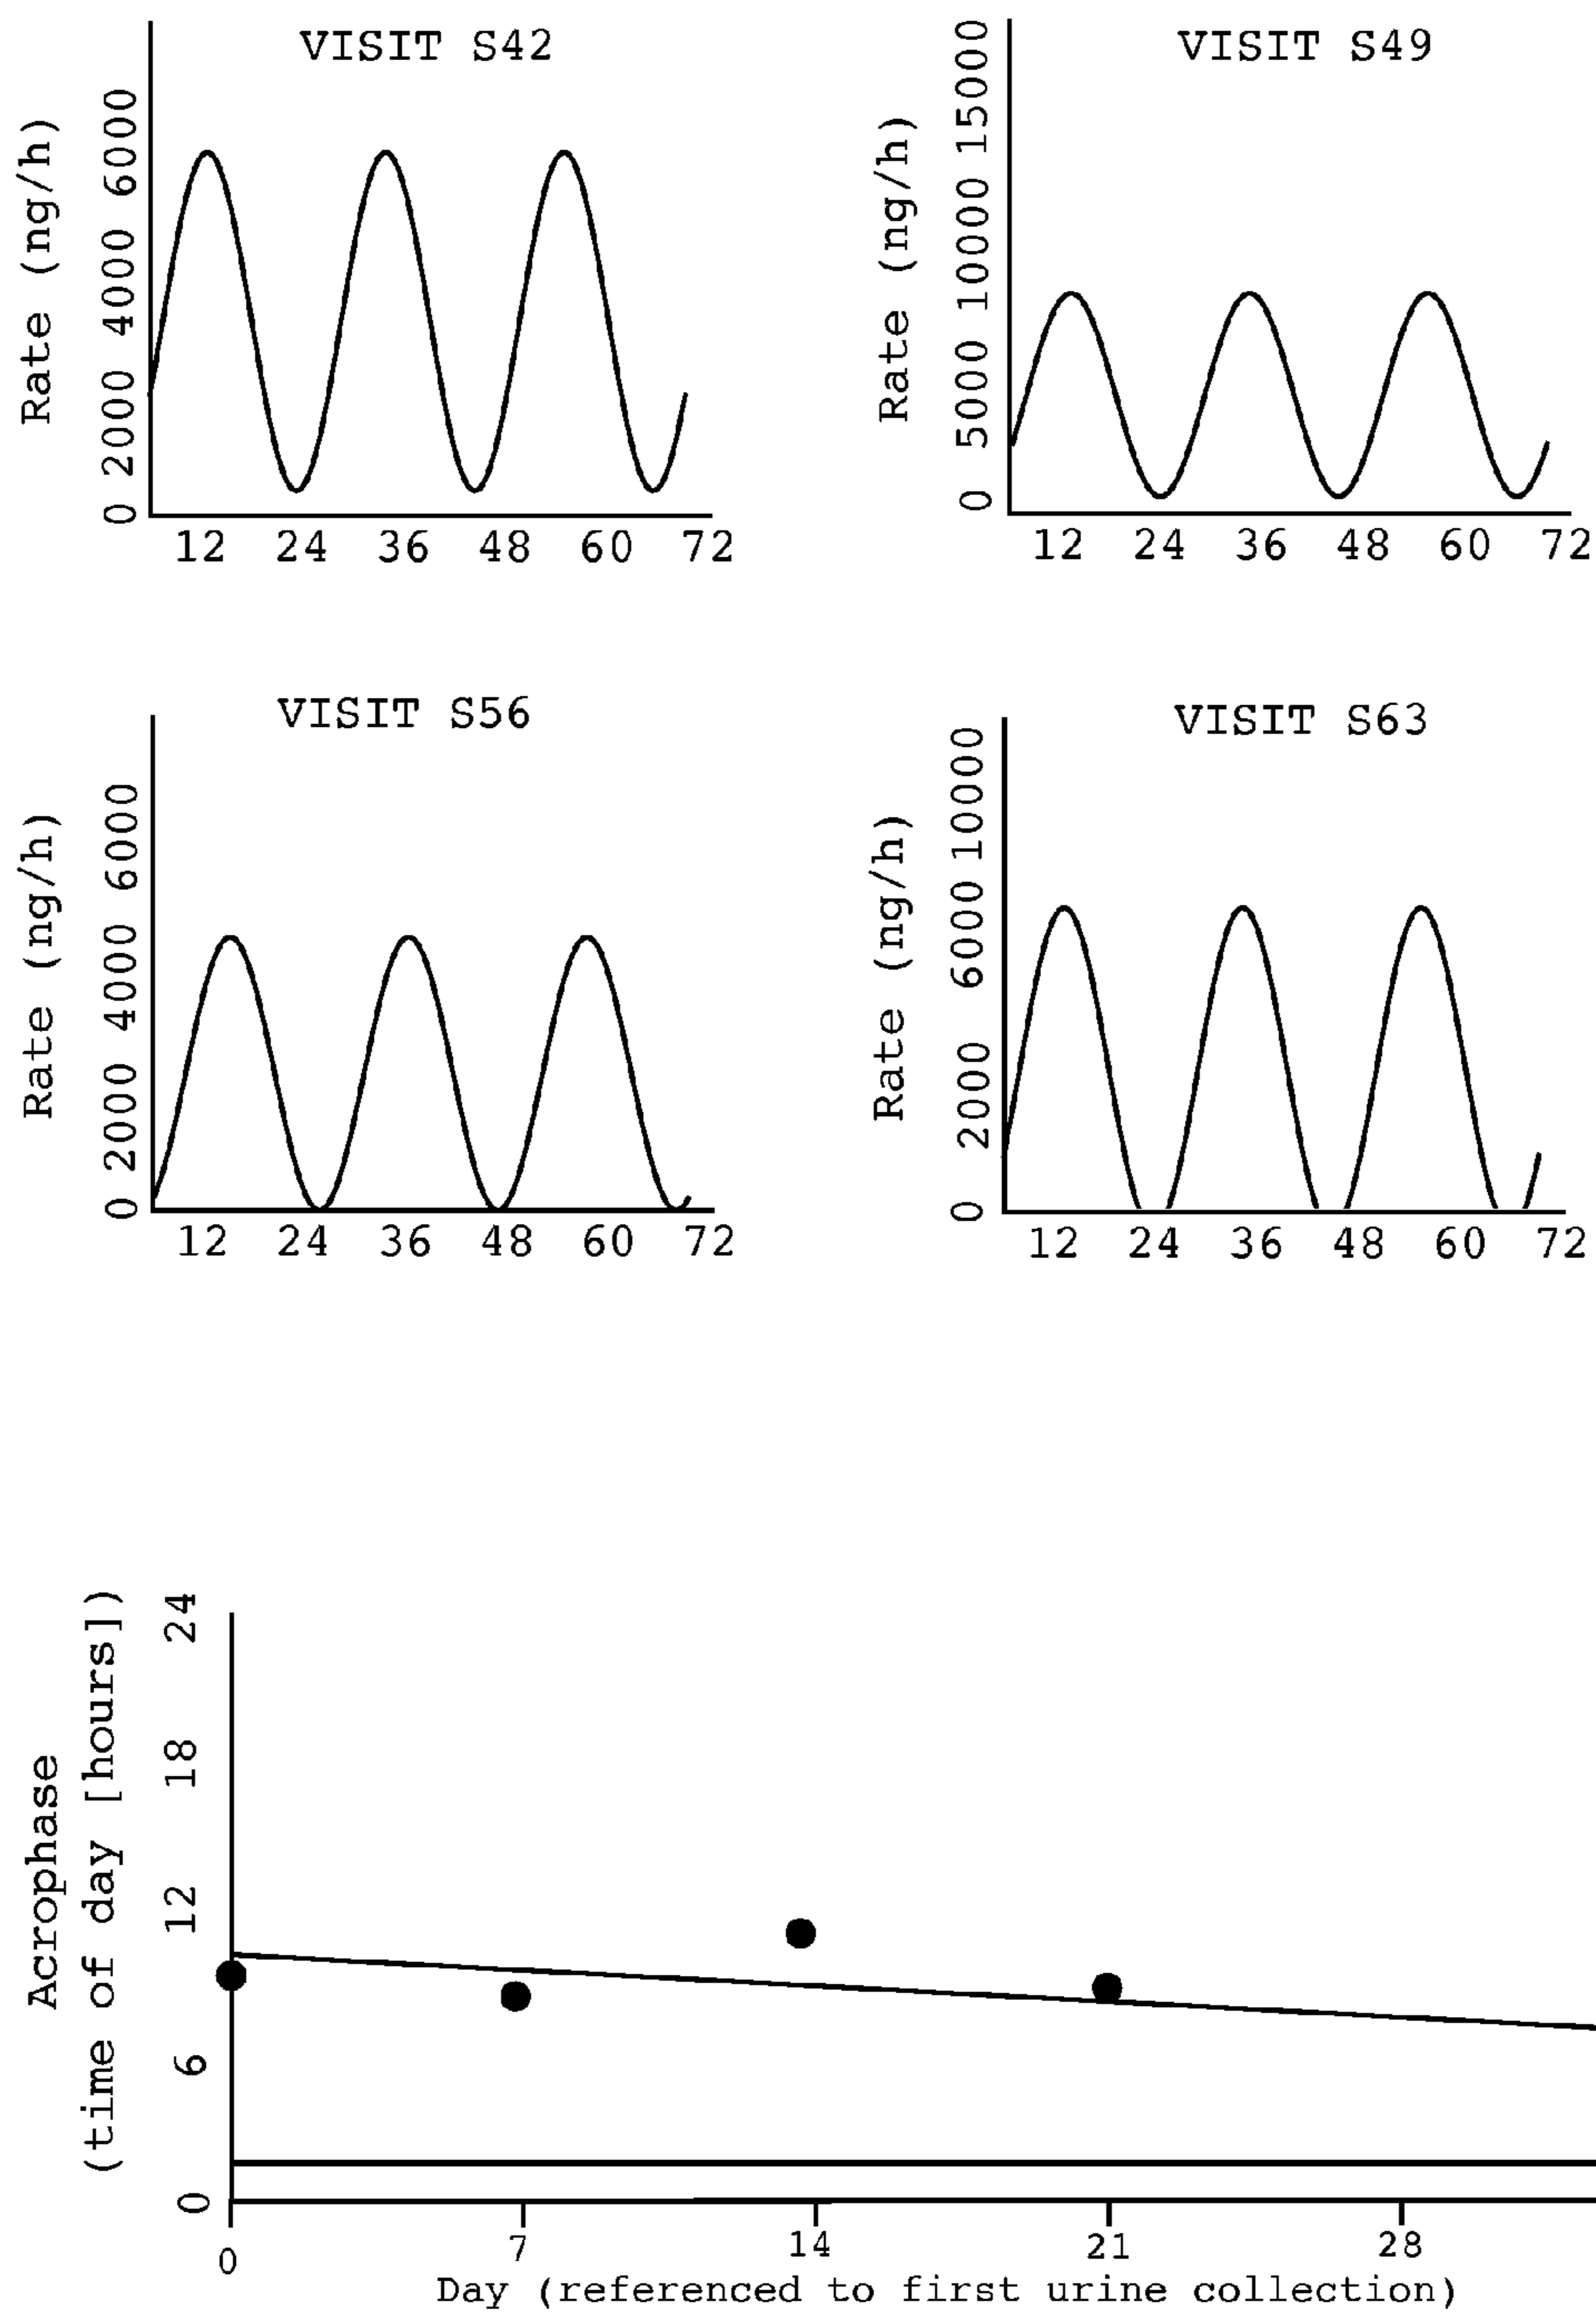 VISIT S42
Rate (ng/h)
0 2000 4000 6000
12 24 36 48 60 72
VISIT S49
Rate (ng/h)
0 5000 10000 15000
12 24 36 48 60 72
VISIT S56
Rate (ng/h)
0 2000 4000 6000
12 24 36 48 60 72
VISIT S63
Rate (ng/h)
0 2000 6000 10000
12 24 36 48 60 72
Acrophase
(time of day [hours])
0 6 12 18 24
0 7 14 21 28
Day (referenced to first urine collection)